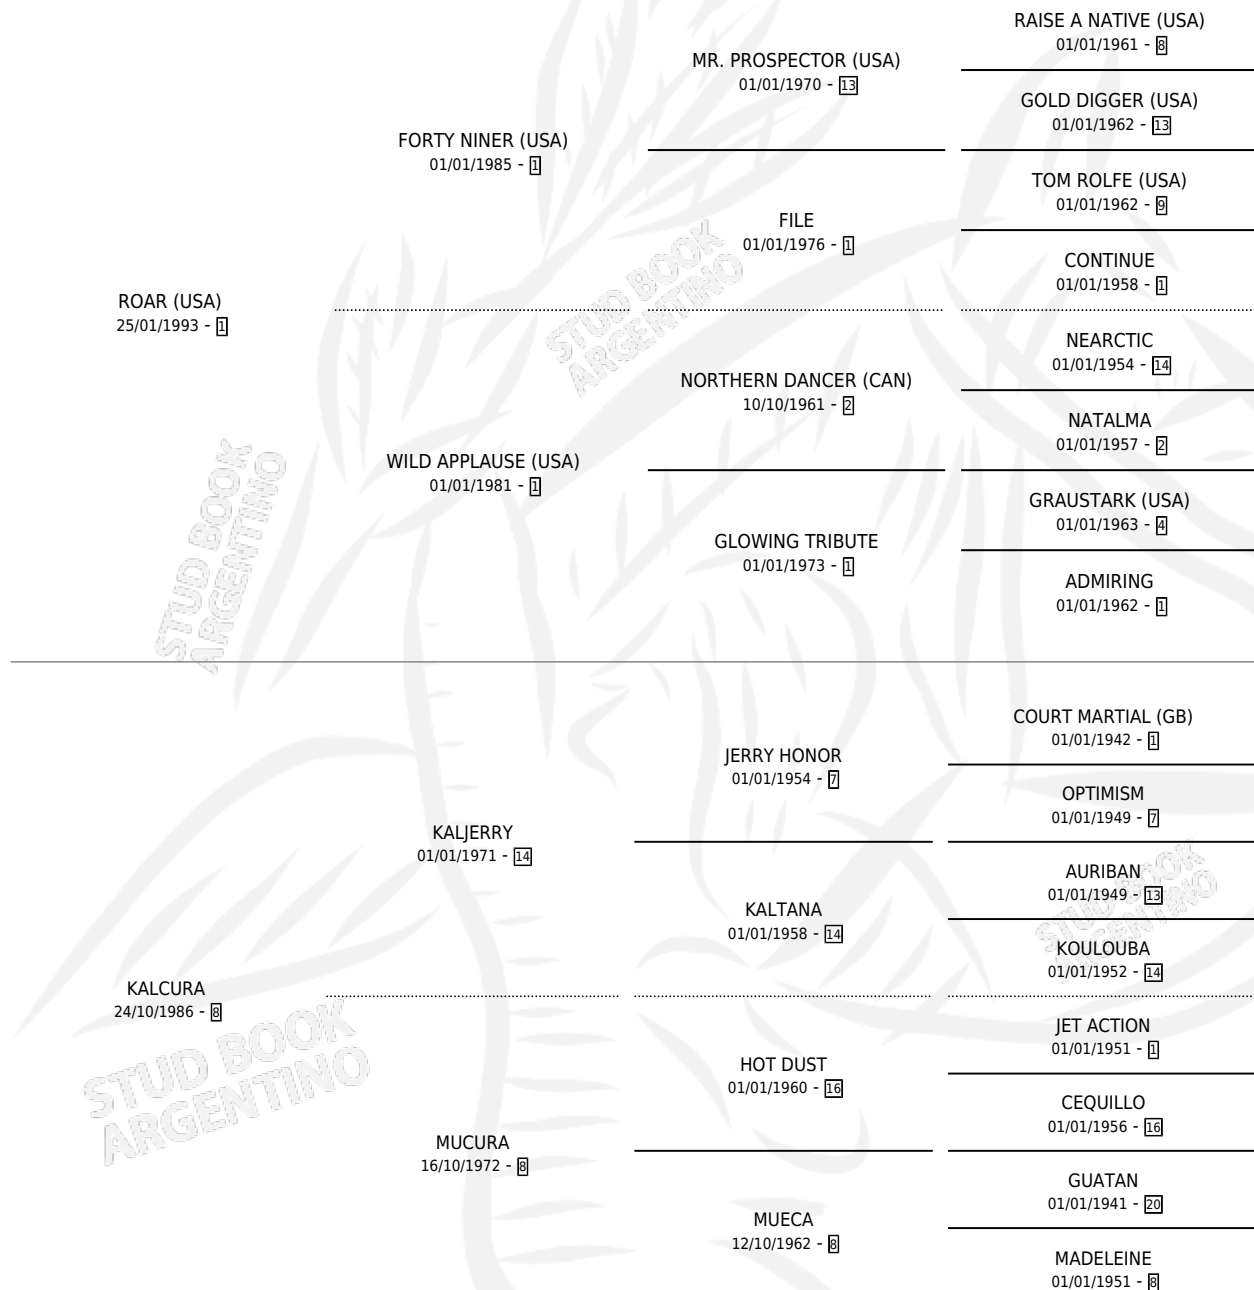 RAISE A NATIVE (USA)
01/01/1961 - 8
MR. PROSPECTOR (USA)
01/01/1970 - 13
GOLD DIGGER (USA)
01/01/1962 - 13
FORTY NINER (USA)
01/01/1985 - 1
TOM ROLFE (USA)
01/01/1962 - 9
FILE
01/01/1976 - 1
CONTINUE
01/01/1958 - 1
ROAR (USA)
25/01/1993 - 1
NEARCTIC
01/01/1954 - 14
NORTHERN DANCER (CAN)
10/10/1961 - 2
NATALMA
01/01/1957 - 2
WILD APPLAUSE (USA)
01/01/1981 - 1
GRAUSTARK (USA)
01/01/1963 - 4
GLOWING TRIBUTE
01/01/1973 - 1
ADMIRING
01/01/1962 - 1
COURT MARTIAL (GB)
01/01/1942 - 1
JERRY HONOR
01/01/1954 - 7
OPTIMISM
01/01/1949 - 7
KALJERRY
01/01/1971 - 14
AURIBAN
01/01/1949 - 13
KALTANA
01/01/1958 - 14
KOULOUBA
01/01/1952 - 14
KALCURA
24/10/1986 - 8
JET ACTION
01/01/1951 - 1
HOT DUST
01/01/1960 - 16
CEQUILLO
01/01/1956 - 16
MUCURA
16/10/1972 - 8
GUATAN
01/01/1941 - 20
MUECA
12/10/1962 - 8
MADELEINE
01/01/1951 - 8
STUD BOOK
ARGENTINO
STUD BOOK
ARGENTINO
STUD BOOK
ARGENTINO
STUD BOOK
ARGENTINO